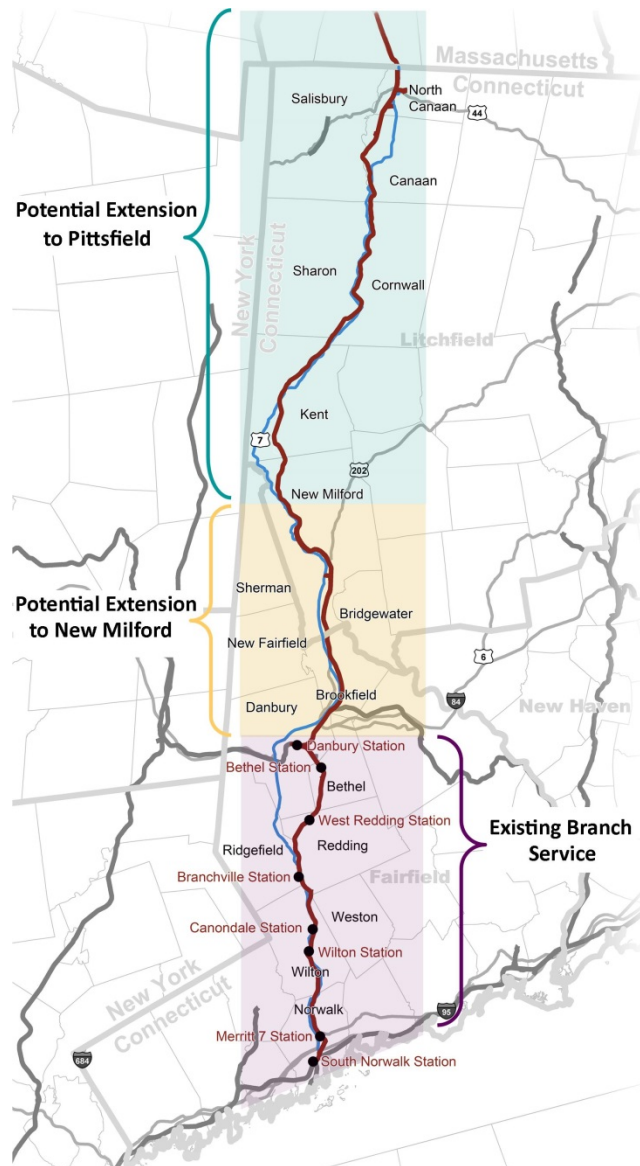 Massachusetts
Connecticut
North
Canaan
Salisbury
44
Canaan
Potential Extension
to Pittsfield
New York
Connecticut
Sharon
Cornwall
Litchfield
Kent
7
202
New Milford
Sherman
Potential Extension
to New Milford
Bridgewater
New Fairfield
6
Brookfield
84
Danbury
New Haven
Danbury Station
Bethel Station
Bethel
West Redding Station
Existing Branch
Service
Ridgefield
Redding
Branchville Station
Fairfield
Weston
Canondale Station
Wilton Station
Wilton
New York
Connecticut
Norwalk
95
Merritt 7 Station
684
South Norwalk Station